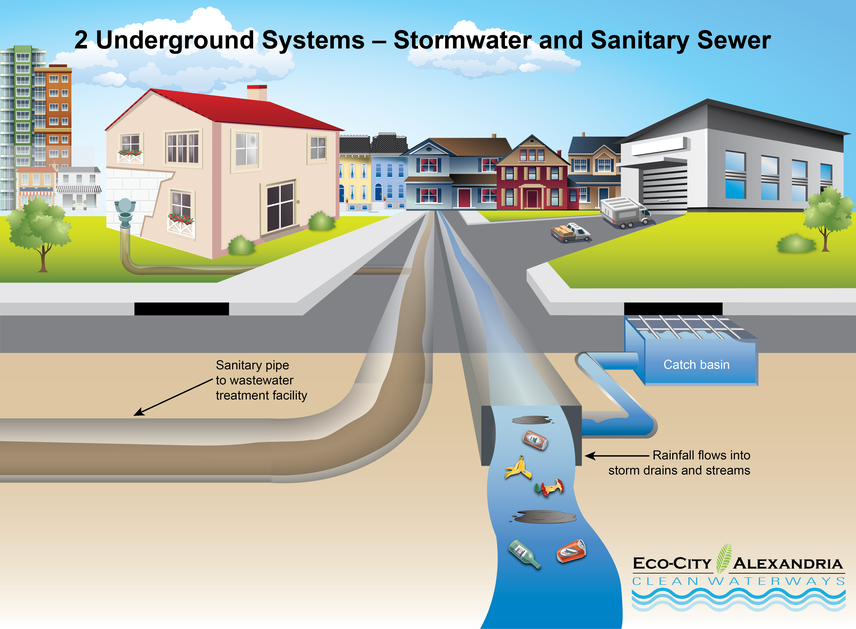 2 Underground Systems – Stormwater and Sanitary Sewer
Sanitary pipe
to wastewater
treatment facility
Catch basin
Rainfall flows into
storm drains and streams
ECO-CITY ALEXANDRIA
CLEAN WATERWAYS